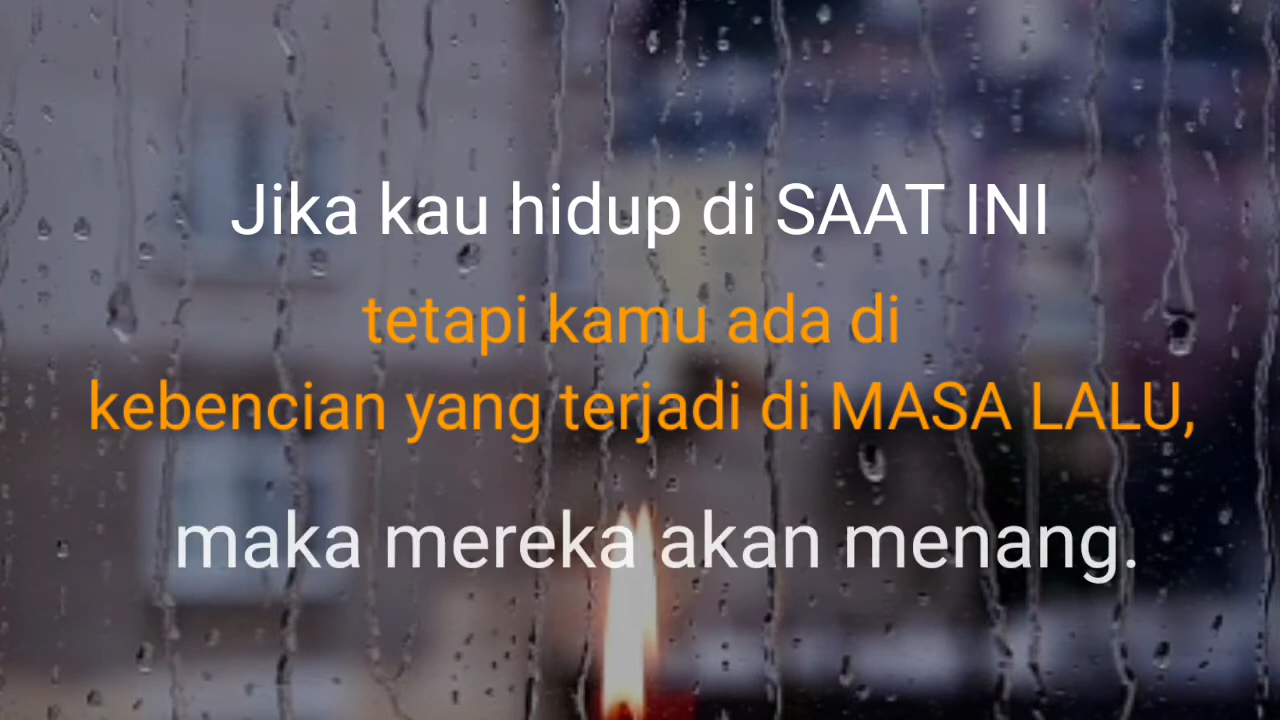 Jika kau hidup di SAAT INI
tetapi kamu ada di
kebencian yang terjadi di MASA LALU,
maka mereka akan menang.